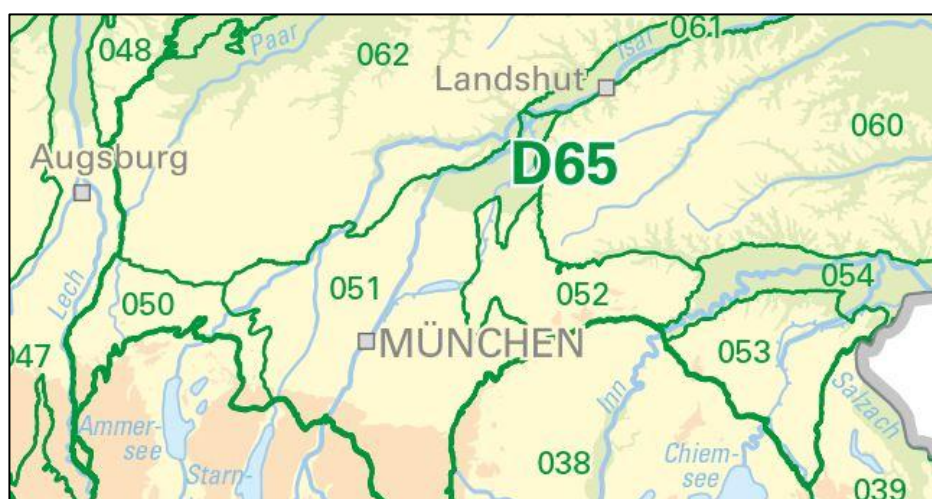 048
Paar
062
Isar
061
Landshut
060
Augsburg
D65
Lech
050
051
052
054
MÜNCHEN
053
047
Inn
Salzach
Ammer-
see
Starn-
038
Chiem-
see
039